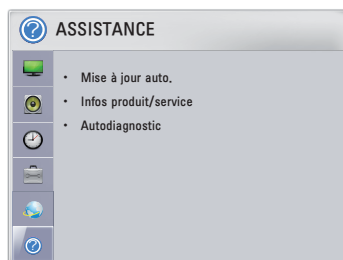 ASSISTANCE
• Mise à jour auto.
• Infos produit/service
• Autodiagnostic